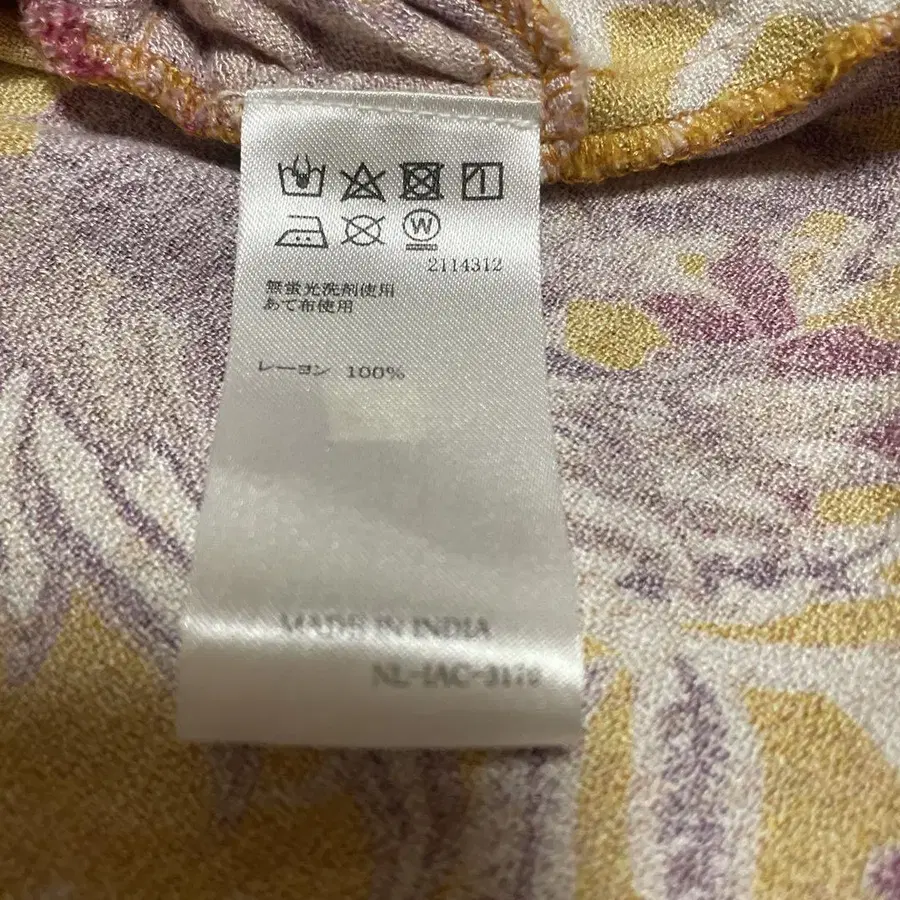 W
2114312
無蛍光洗剤使用
あて布使用
レーヨン 100%
MADE IN INDIA